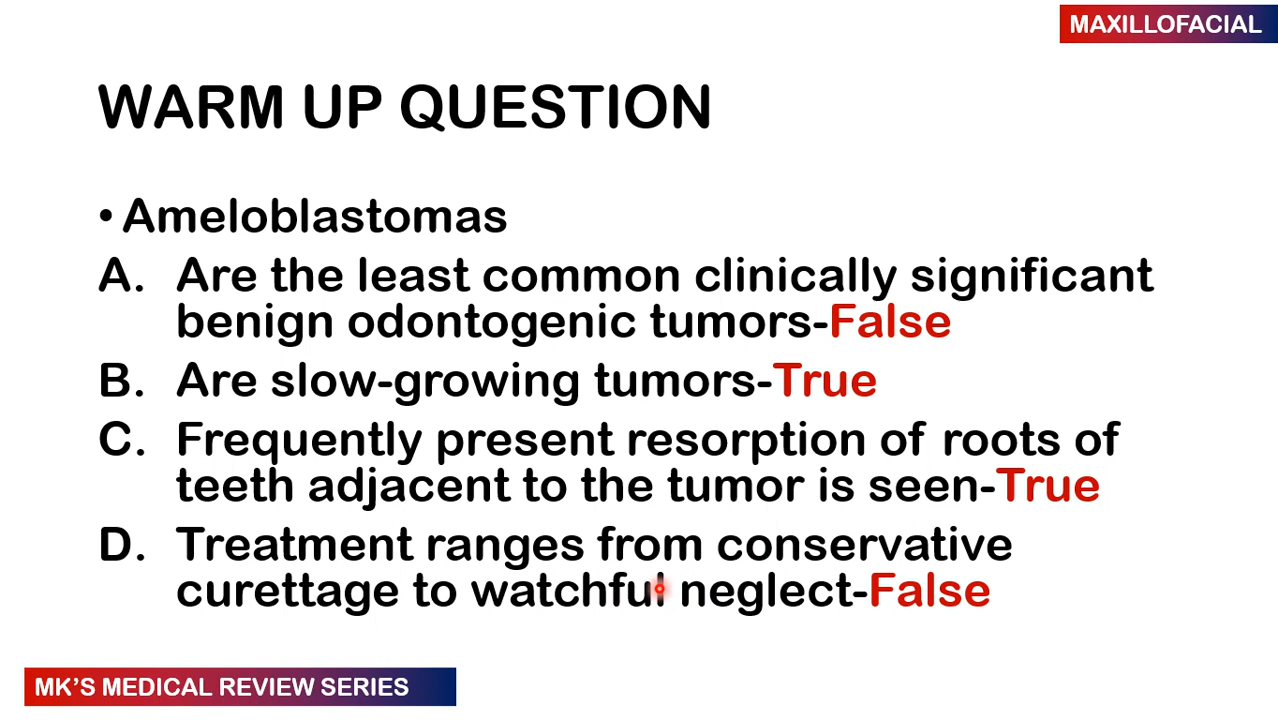 MAXILLOFACIAL
WARM UP QUESTION
• Ameloblastomas
A. Are the least common clinically significant
benign odontogenic tumors-False
B. Are slow-growing tumors-True
C. Frequently present resorption of roots of
teeth adjacent to the tumor is seen-True
D. Treatment ranges from conservative
curettage to watchful neglect-False
MK'S MEDICAL REVIEW SERIES